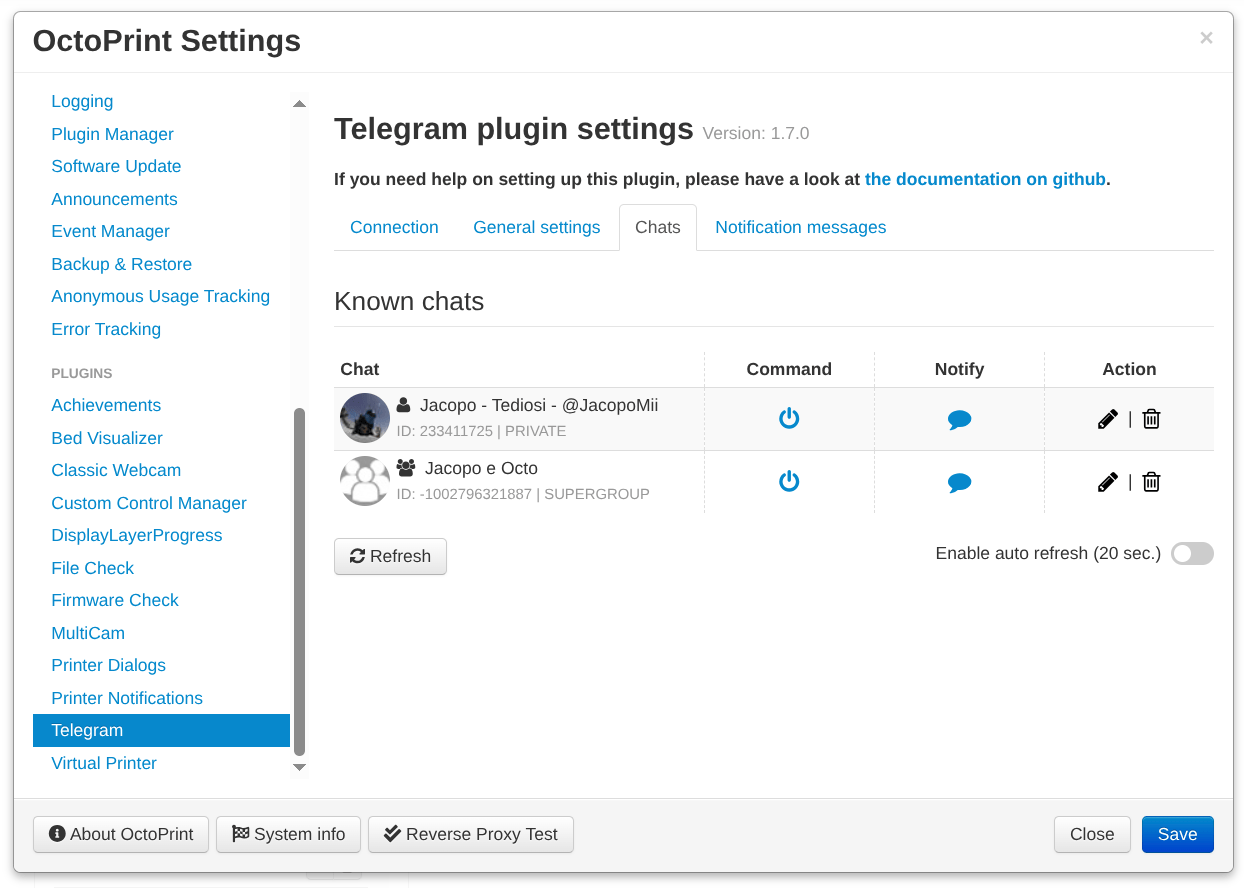 OctoPrint Settings
×
Logging
Plugin Manager
Software Update
Announcements
Event Manager
Backup & Restore
Anonymous Usage Tracking
Error Tracking
PLUGINS
Achievements
Bed Visualizer
Classic Webcam
Custom Control Manager
DisplayLayerProgress
File Check
Firmware Check
MultiCam
Printer Dialogs
Printer Notifications
Telegram
Virtual Printer
Telegram plugin settings Version: 1.7.0
If you need help on setting up this plugin, please have a look at the documentation on github.
Connection General settings Chats Notification messages
Known chats
Chat Command Notify Action
Jacopo - Tediosi - @JacopoMii
ID: 233411725 | PRIVATE
|
Jacopo e Octo
ID: -1002796321887 | SUPERGROUP
|
Refresh Enable auto refresh (20 sec.)
About OctoPrint System info Reverse Proxy Test Close Save